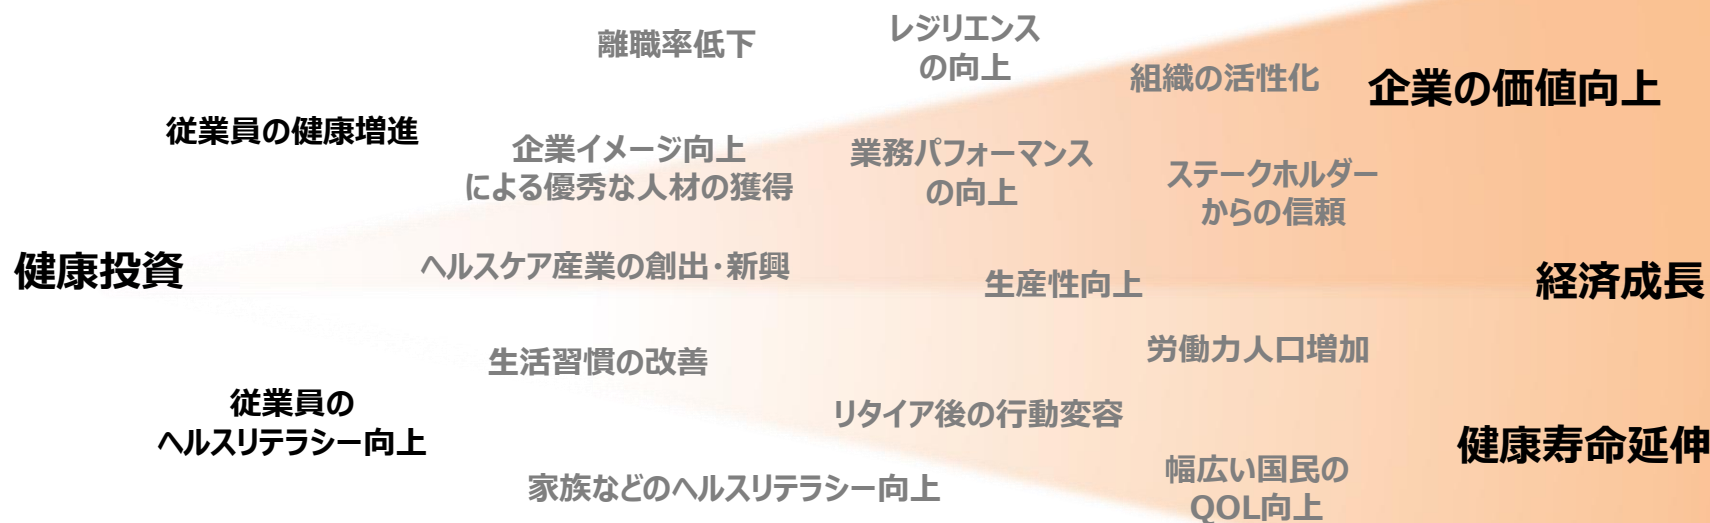 離職率低下
レジリエンス
の向上
組織の活性化
企業の価値向上
従業員の健康増進
企業イメージ向上
による優秀な人材の獲得
業務パフォーマンス
の向上
ステークホルダー
からの信頼
健康投資
ヘルスケア産業の創出・新興
生産性向上
経済成長
生活習慣の改善
労働力人口増加
従業員の
ヘルスリテラシー向上
リタイア後の行動変容
健康寿命延伸
家族などのヘルスリテラシー向上
幅広い国民の
QOL向上